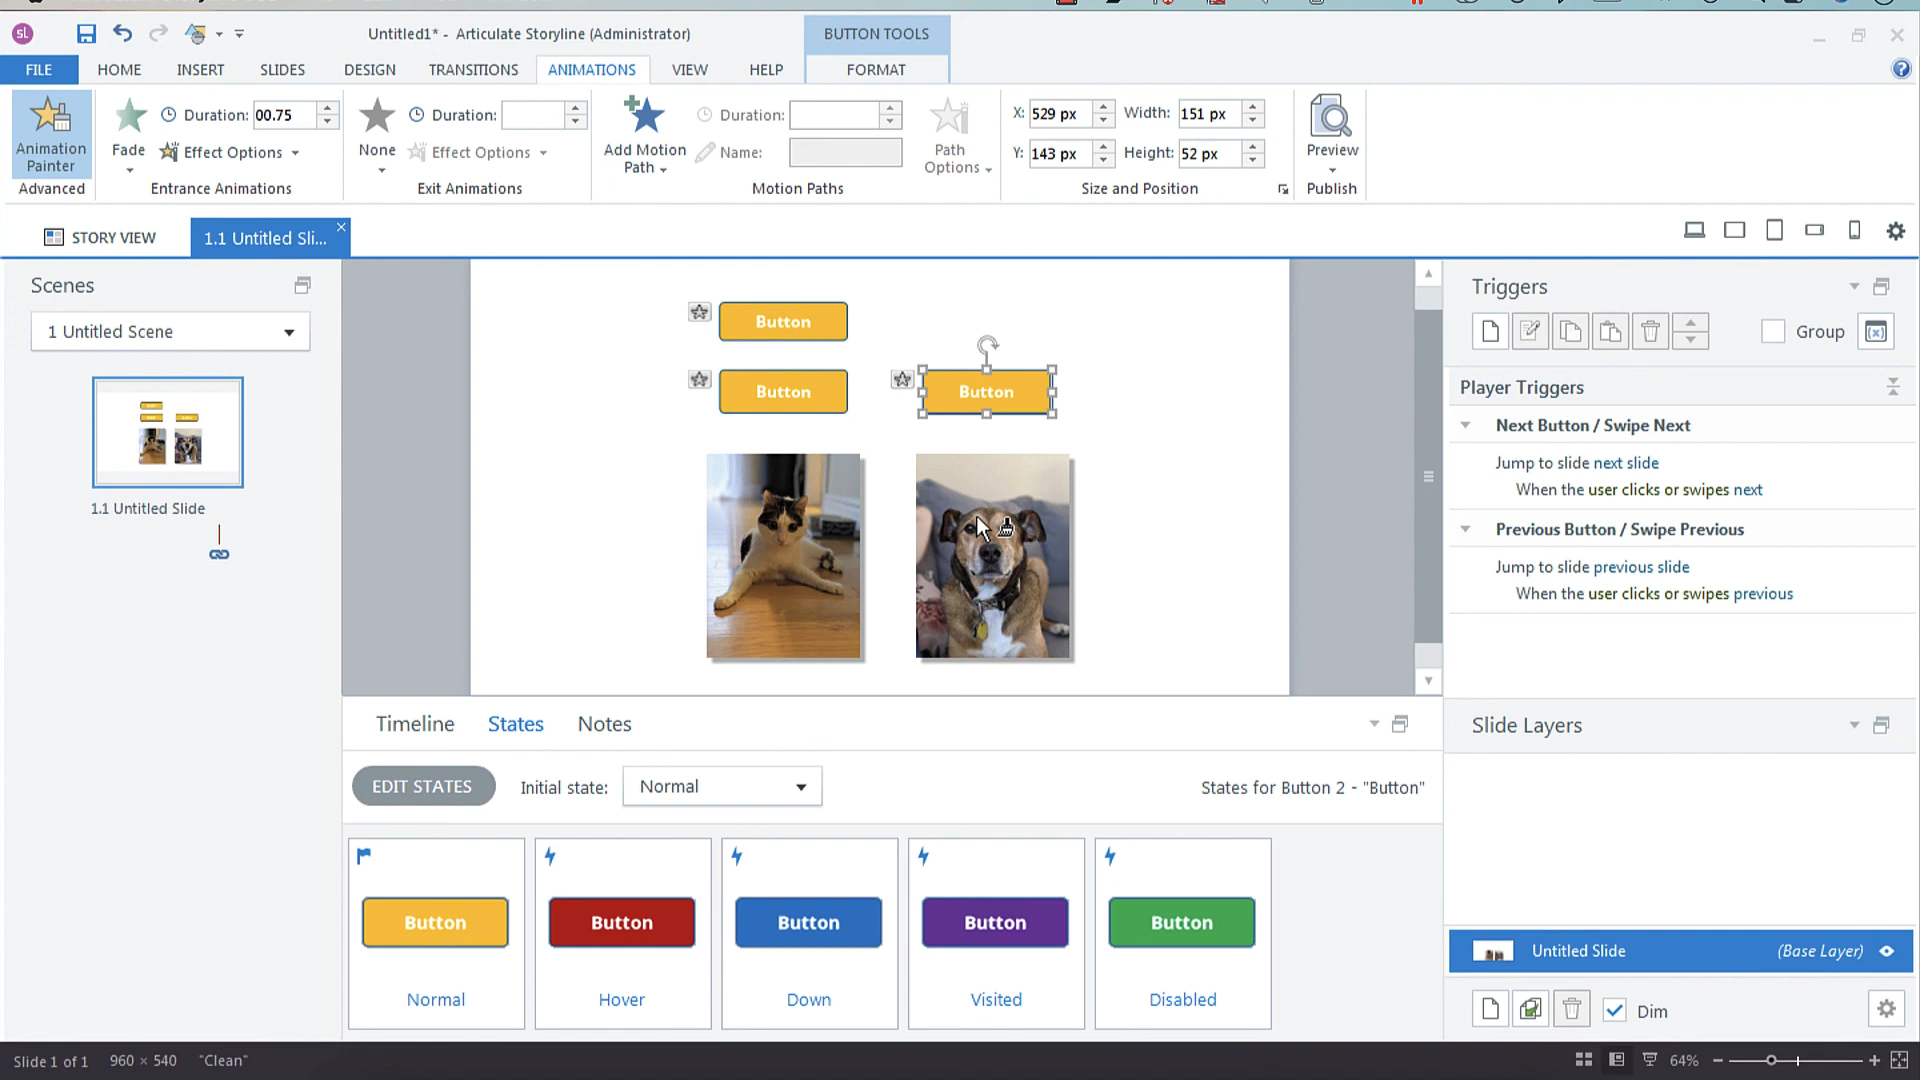 sl
Untitled1* - Articulate Storyline (Administrator)
BUTTON TOOLS
FILE
HOME
INSERT
SLIDES
DESIGN
TRANSITIONS
ANIMATIONS
VIEW
HELP
FORMAT
Animation Painter
Advanced
Fade
Duration: 00.75
Effect Options
Entrance Animations
None
Duration:
Effect Options
Exit Animations
Add Motion Path
Duration:
Name:
Path Options
Motion Paths
X: 529 px
Width: 151 px
Y: 143 px
Height: 52 px
Size and Position
Preview
Publish
STORY VIEW
1.1 Untitled Sli...
Scenes
1 Untitled Scene
1.1 Untitled Slide
Button
Button
Button
Triggers
Group
Player Triggers
Next Button / Swipe Next
Jump to slide next slide
When the user clicks or swipes next
Previous Button / Swipe Previous
Jump to slide previous slide
When the user clicks or swipes previous
Timeline
States
Notes
EDIT STATES
Initial state:
Normal
States for Button 2 - "Button"
Button
Button
Button
Button
Button
Normal
Hover
Down
Visited
Disabled
Slide Layers
Untitled Slide
(Base Layer)
Dim
Slide 1 of 1
960 × 540
"Clean"
64%